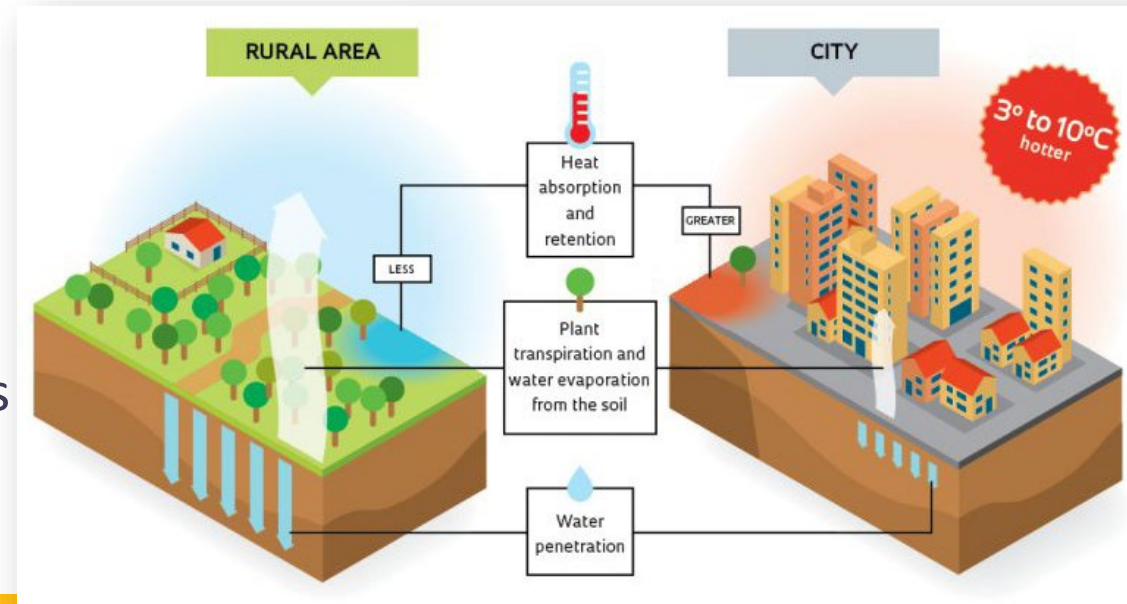 RURAL AREA
CITY
3° to 10°C
hotter
Heat
absorption
and
retention
LESS
GREATER
Plant
transpiration and
water evaporation
from the soil
s
Water
penetration